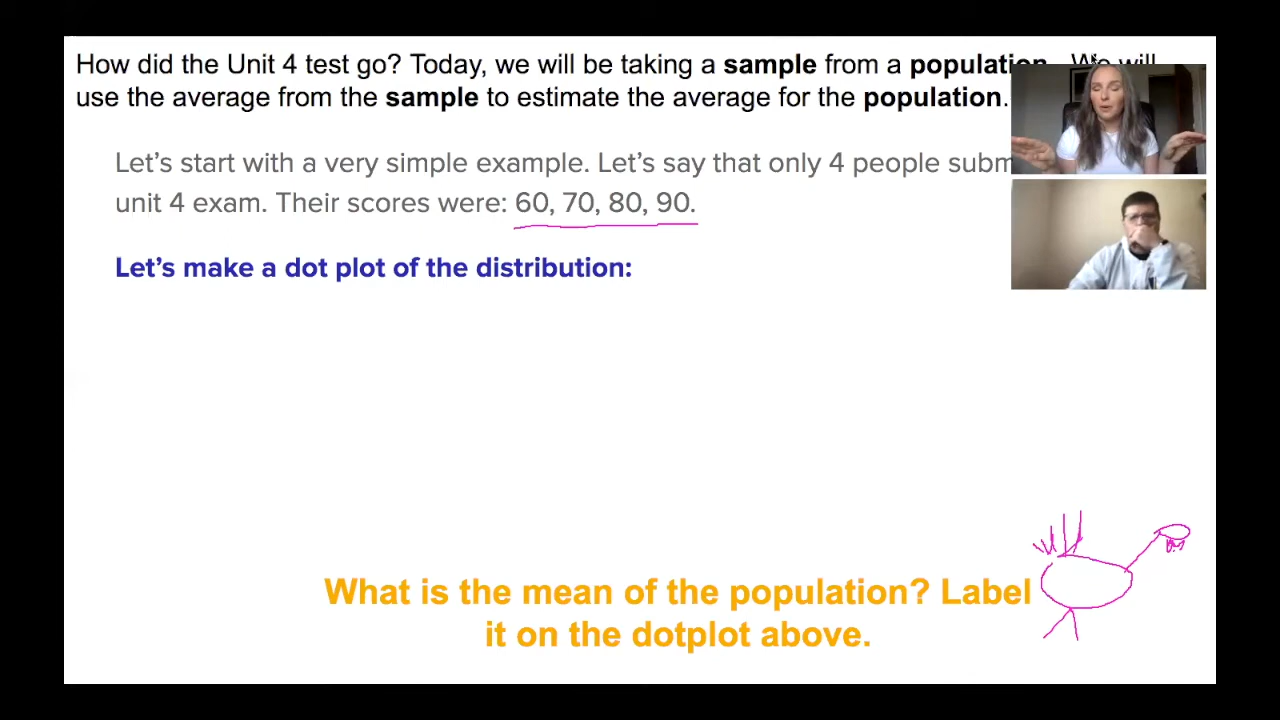 How did the Unit 4 test go? Today, we will be taking a sample from a population. We will
use the average from the sample to estimate the average for the population.
Let's start with a very simple example. Let's say that only 4 people subm
unit 4 exam. Their scores were: 60, 70, 80, 90.
Let's make a dot plot of the distribution:
What is the mean of the population? Label
it on the dotplot above.